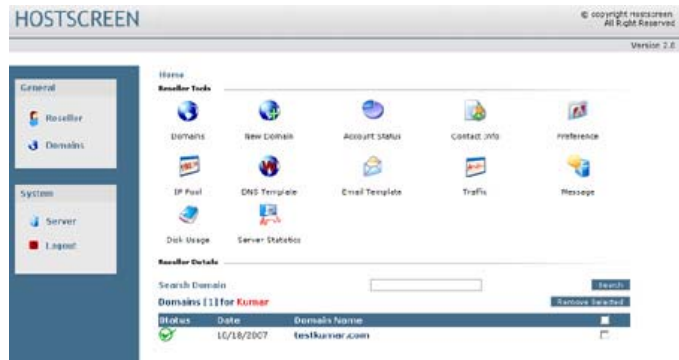 HOSTSCREEN
© copyright Hostscreen.
All Right Reserved
Version 2.0
General
Reseller
Domains
System
Server
Logout
Home
Reseller Tools
Domains
New Domain
Account Status
Contact Info
Preference
IP Pool
DNS Template
Email Template
Traffic
Message
Disk Usage
Server Statistics
Reseller Details
Search Domain
Search
Domains [1] for Kumar
Remove Selected
Status Date Domain Name
10/18/2007 testkumar.com